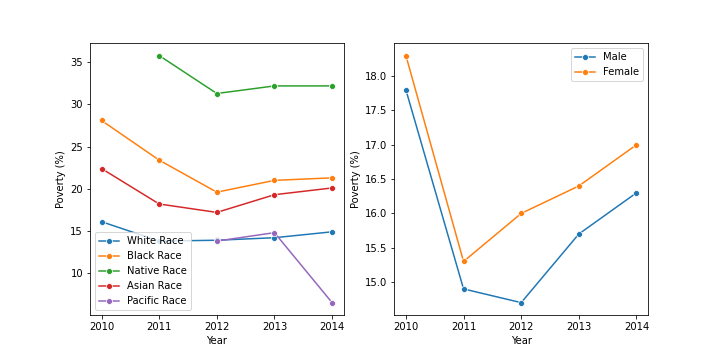 35
30
25
20
15
10
Poverty (%)
2010 2011 2012 2013 2014
Year
White Race
Black Race
Native Race
Asian Race
Pacific Race
18.0
17.5
17.0
16.5
16.0
15.5
15.0
Poverty (%)
2010 2011 2012 2013 2014
Year
Male
Female